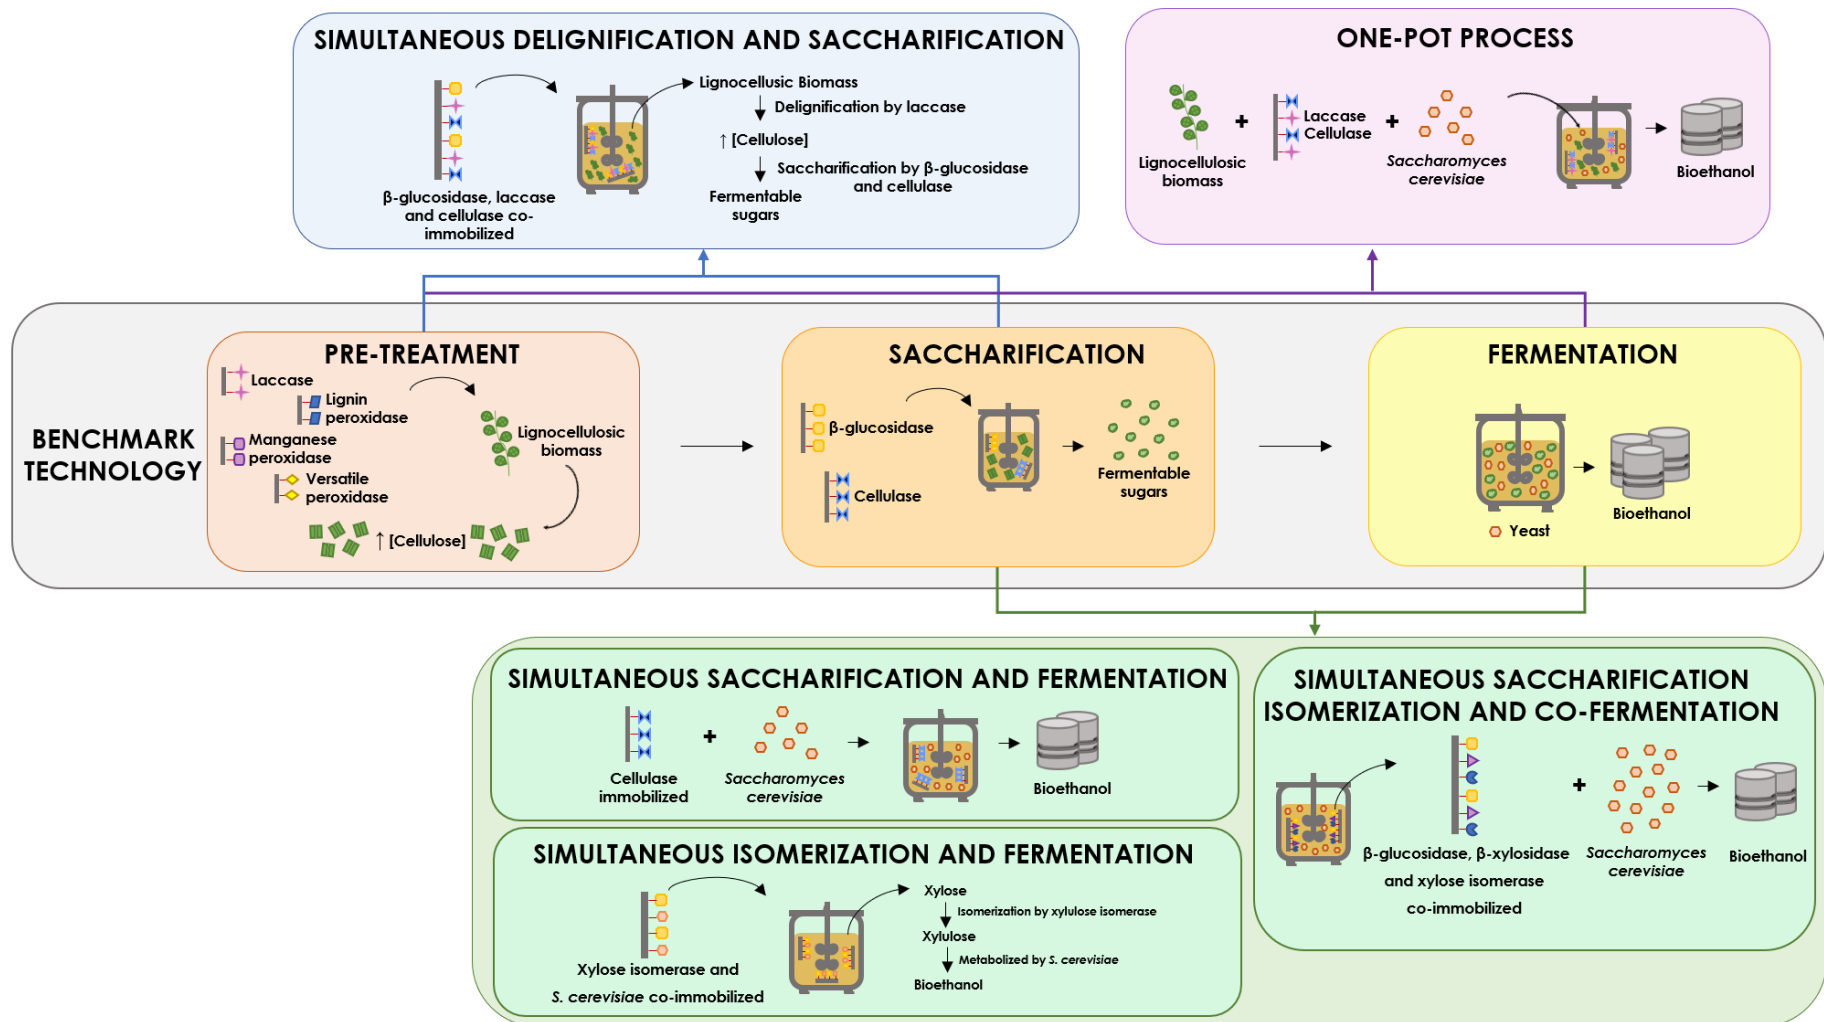 SIMULTANEOUS DELIGNIFICATION AND SACCHARIFICATION
β-glucosidase, laccase
and cellulase co-
immobilized
Lignocellusic Biomass
Delignification by laccase
↑ [Cellulose]
Saccharification by β-glucosidase
and cellulase
Fermentable
sugars
ONE-POT PROCESS
Lignocellulosic
biomass
+
Laccase
Cellulase
+
Saccharomyces
cerevisiae
Bioethanol
BENCHMARK
TECHNOLOGY
PRE-TREATMENT
Laccase
Lignin
peroxidase
Manganese
peroxidase
Versatile
peroxidase
Lignocellulosic
biomass
↑ [Cellulose]
SACCHARIFICATION
β-glucosidase
Cellulase
Fermentable
sugars
FERMENTATION
Yeast
Bioethanol
SIMULTANEOUS SACCHARIFICATION AND FERMENTATION
Cellulase
immobilized
+
Saccharomyces
cerevisiae
Bioethanol
SIMULTANEOUS ISOMERIZATION AND FERMENTATION
Xylose isomerase and
S. cerevisiae co-immobilized
Xylose
Isomerization by xylulose isomerase
Xylulose
Metabolized by S. cerevisiae
Bioethanol
SIMULTANEOUS SACCHARIFICATION
ISOMERIZATION AND CO-FERMENTATION
β-glucosidase, β-xylosidase
and xylose isomerase
co-immobilized
+
Saccharomyces
cerevisiae
Bioethanol